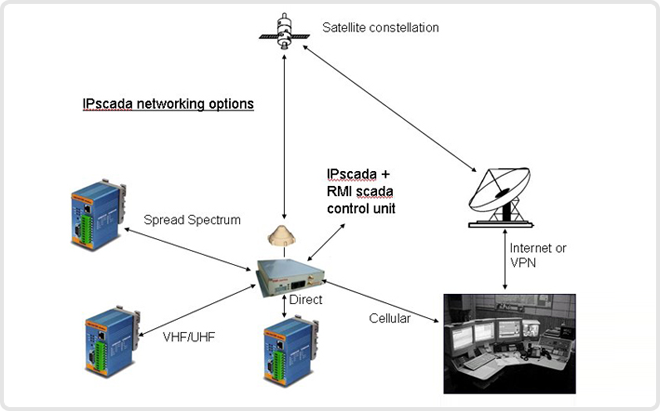 Satellite constellation
IPscada networking options
IPscada +
RMI scada
control unit
Spread Spectrum
Internet or
VPN
Direct
Cellular
VHF/UHF